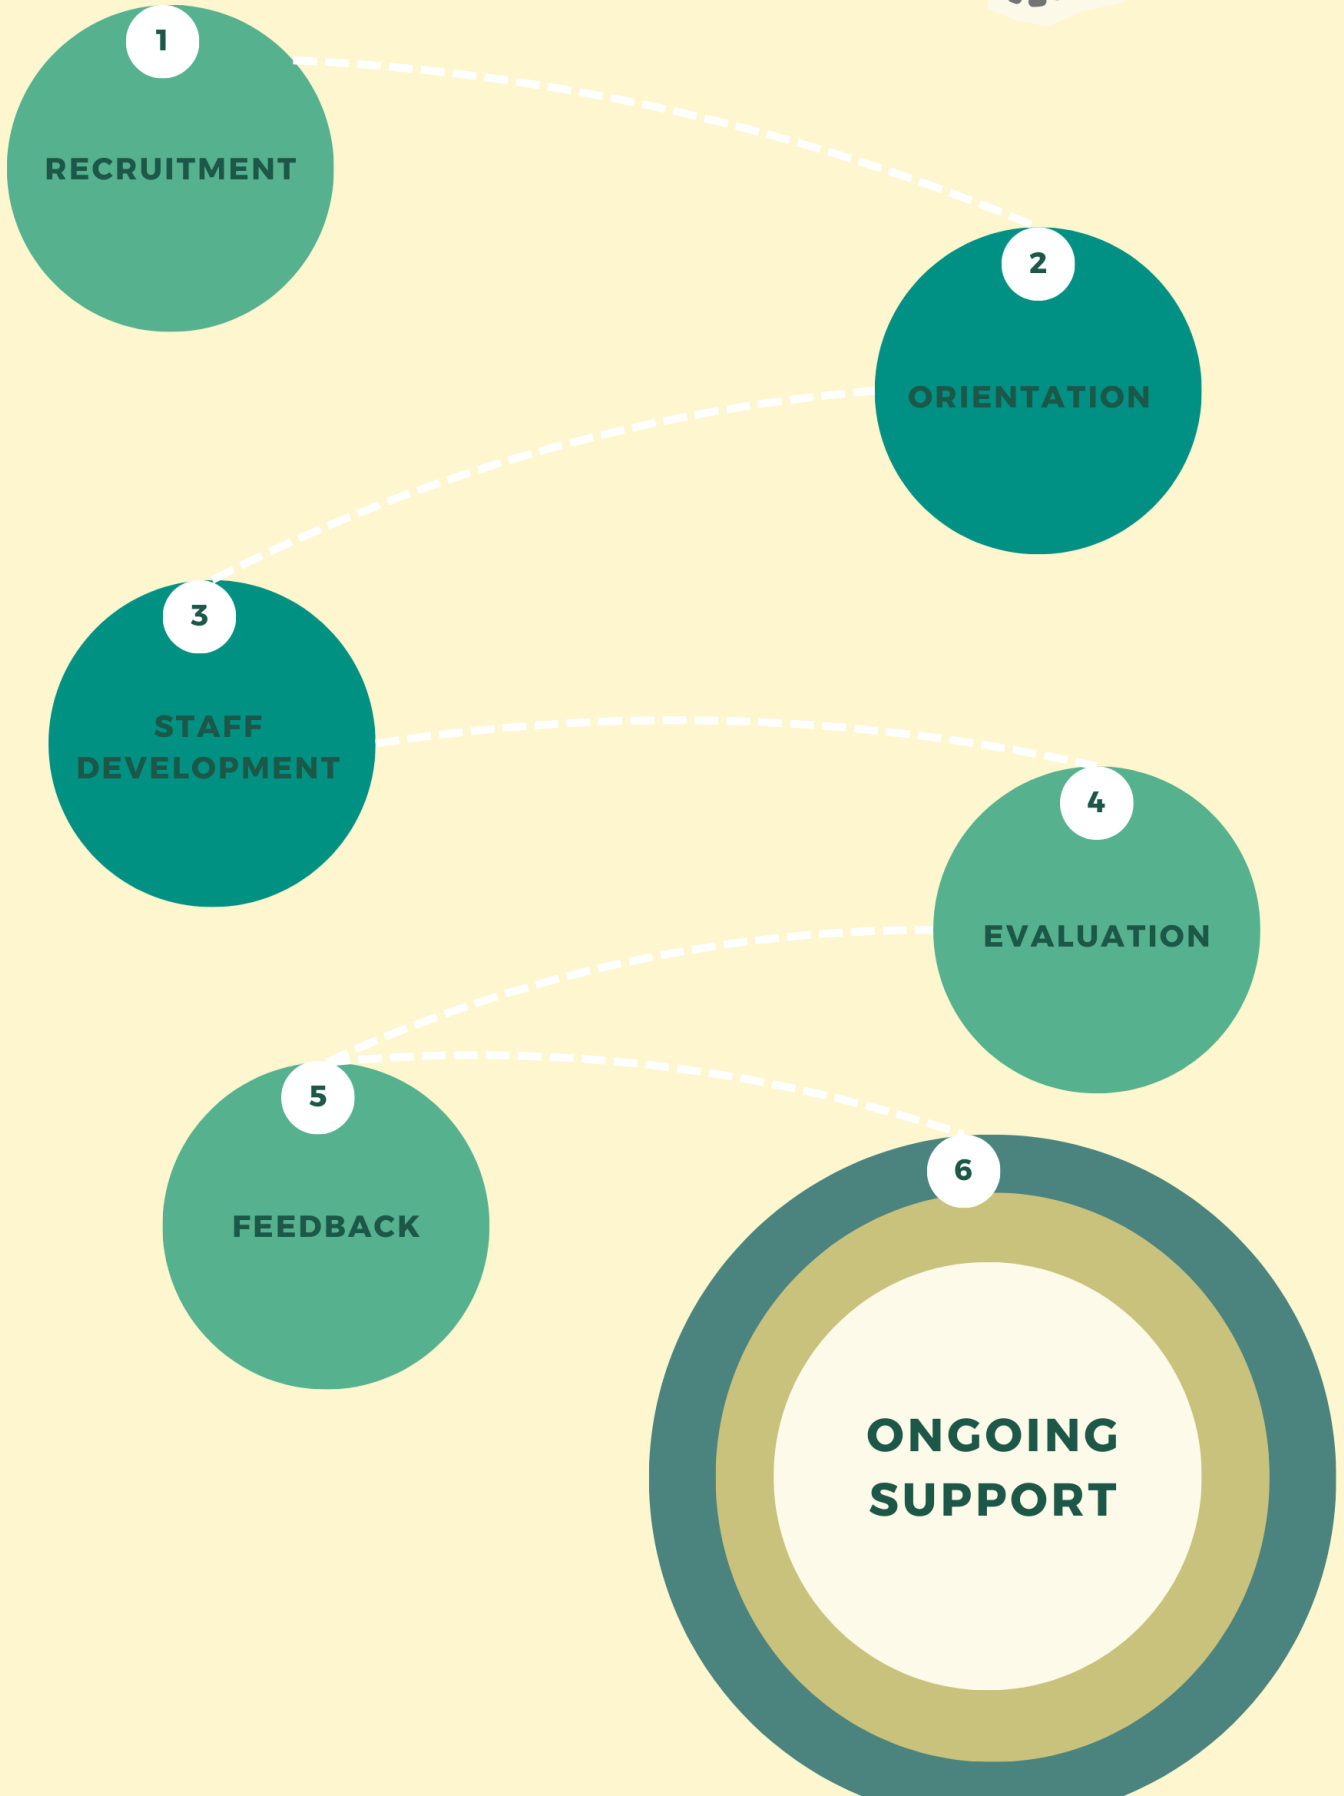 1
RECRUITMENT
2
ORIENTATION
3
STAFF
DEVELOPMENT
4
EVALUATION
5
FEEDBACK
6
ONGOING
SUPPORT